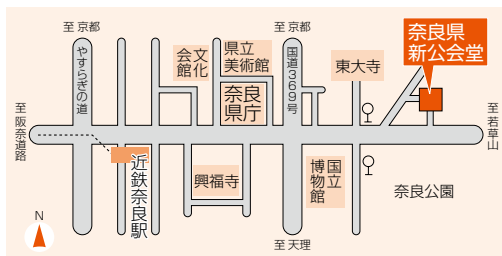 至 京都
至 京都
奈良県
新公会堂
やすらぎの道
文化
会館
県立
美術館
国道369号
東大寺
奈良
県庁
至 阪奈道路
至 若草山
近鉄奈良駅
興福寺
国立
博物館
奈良公園
N
至 天理